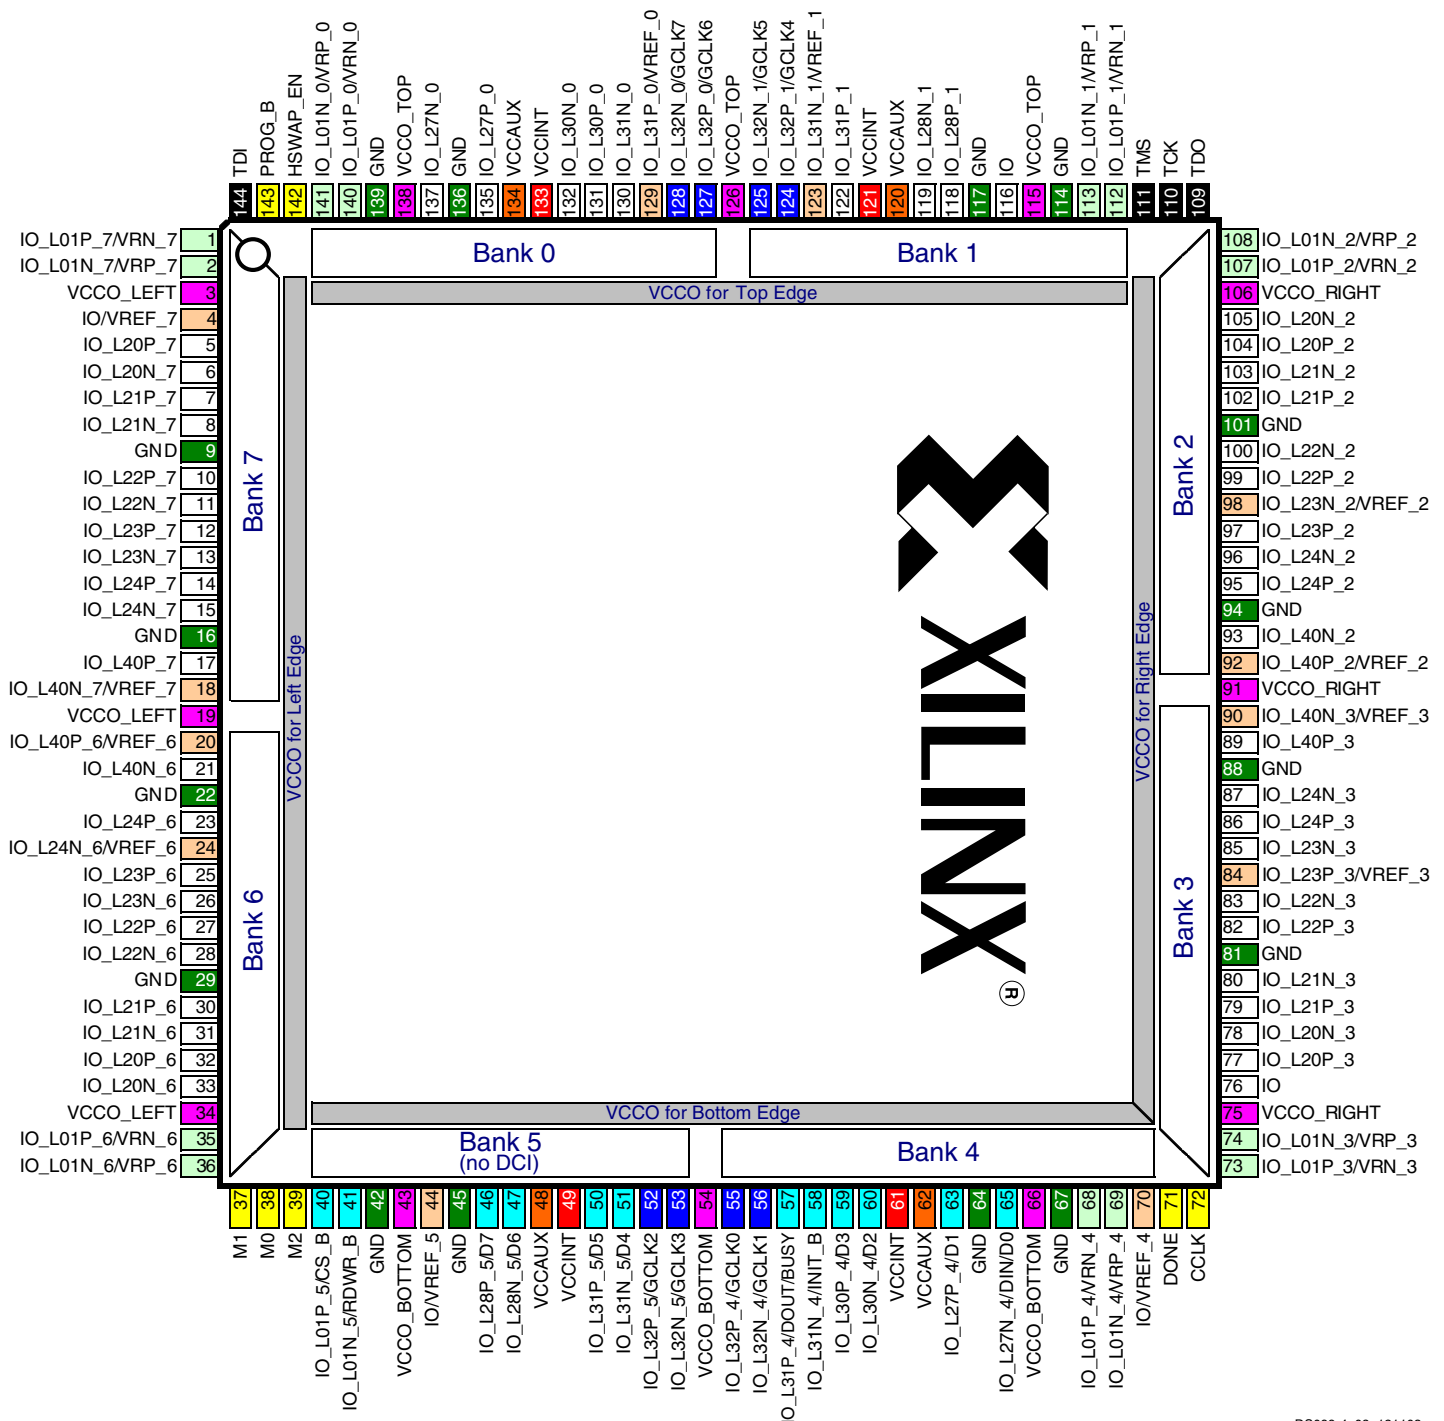 TDI
PROG_B
HSWAP_EN
IO_L01N_0/VRP_0
IO_L01P_0/VRN_0
GND
VCCO_TOP
IO_L27N_0
GND
IO_L27P_0
VCCAUX
VCCINT
IO_L30N_0
IO_L30P_0
IO_L31N_0
IO_L31P_0/VREF_0
IO_L32N_0/GCLK7
IO_L32P_0/GCLK6
VCCO_TOP
IO_L32N_1/GCLK5
IO_L32P_1/GCLK4
IO_L31N_1/VREF_1
IO_L31P_1
VCCINT
VCCAUX
IO_L28N_1
IO_L28P_1
GND
IO
VCCO_TOP
GND
IO_L01N_1/VRP_1
IO_L01P_1/VRN_1
TMS
TCK
TDO
144
143
142
141
140
139
138
137
136
135
134
133
132
131
130
129
128
127
126
125
124
123
122
121
120
119
118
117
116
115
114
113
112
111
110
109
IO_L01P_7/VRN_7 1
IO_L01N_7/VRP_7 2
VCCO_LEFT 3
IO/VREF_7 4
IO_L20P_7 5
IO_L20N_7 6
IO_L21P_7 7
IO_L21N_7 8
GND 9
IO_L22P_7 10
IO_L22N_7 11
IO_L23P_7 12
IO_L23N_7 13
IO_L24P_7 14
IO_L24N_7 15
GND 16
IO_L40P_7 17
IO_L40N_7/VREF_7 18
VCCO_LEFT 19
IO_L40P_6/VREF_6 20
IO_L40N_6 21
GND 22
IO_L24P_6 23
IO_L24N_6/VREF_6 24
IO_L23P_6 25
IO_L23N_6 26
IO_L22P_6 27
IO_L22N_6 28
GND 29
IO_L21P_6 30
IO_L21N_6 31
IO_L20P_6 32
IO_L20N_6 33
VCCO_LEFT 34
IO_L01P_6/VRN_6 35
IO_L01N_6/VRP_6 36
Bank 0
Bank 1
VCCO for Top Edge
Bank 7
Bank 6
VCCO for Left Edge
XILINX
®
VCCO for Right Edge
Bank 2
Bank 3
VCCO for Bottom Edge
Bank 5
(no DCI)
Bank 4
108 IO_L01N_2/VRP_2
107 IO_L01P_2/VRN_2
106 VCCO_RIGHT
105 IO_L20N_2
104 IO_L20P_2
103 IO_L21N_2
102 IO_L21P_2
101 GND
100 IO_L22N_2
99 IO_L22P_2
98 IO_L23N_2/VREF_2
97 IO_L23P_2
96 IO_L24N_2
95 IO_L24P_2
94 GND
93 IO_L40N_2
92 IO_L40P_2/VREF_2
91 VCCO_RIGHT
90 IO_L40N_3/VREF_3
89 IO_L40P_3
88 GND
87 IO_L24N_3
86 IO_L24P_3
85 IO_L23N_3
84 IO_L23P_3/VREF_3
83 IO_L22N_3
82 IO_L22P_3
81 GND
80 IO_L21N_3
79 IO_L21P_3
78 IO_L20N_3
77 IO_L20P_3
76 IO
75 VCCO_RIGHT
74 IO_L01N_3/VRP_3
73 IO_L01P_3/VRN_3
37
38
39
40
41
42
43
44
45
46
47
48
49
50
51
52
53
54
55
56
57
58
59
60
61
62
63
64
65
66
67
68
69
70
71
72
M1
M0
M2
IO_L01P_5/CS_B
IO_L01N_5/RDWR_B
GND
VCCO_BOTTOM
IO/VREF_5
GND
IO_L28P_5/D7
IO_L28N_5/D6
VCCAUX
VCCINT
IO_L31P_5/D5
IO_L31N_5/D4
IO_L32P_5/GCLK2
IO_L32N_5/GCLK3
VCCO_BOTTOM
IO_L32P_4/GCLK0
IO_L32N_4/GCLK1
IO_L31P_4/DOUT/BUSY
IO_L31N_4/INIT_B
IO_L30P_4/D3
IO_L30N_4/D2
VCCINT
VCCAUX
IO_L27P_4/D1
GND
IO_L27N_4/DIN/D0
VCCO_BOTTOM
GND
IO_L01P_4/VRN_4
IO_L01N_4/VRP_4
IO/VREF_4
DONE
CCLK